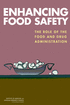 ENHANCING
FOOD SAFETY
THE ROLE OF THE
FOOD AND DRUG
ADMINISTRATION